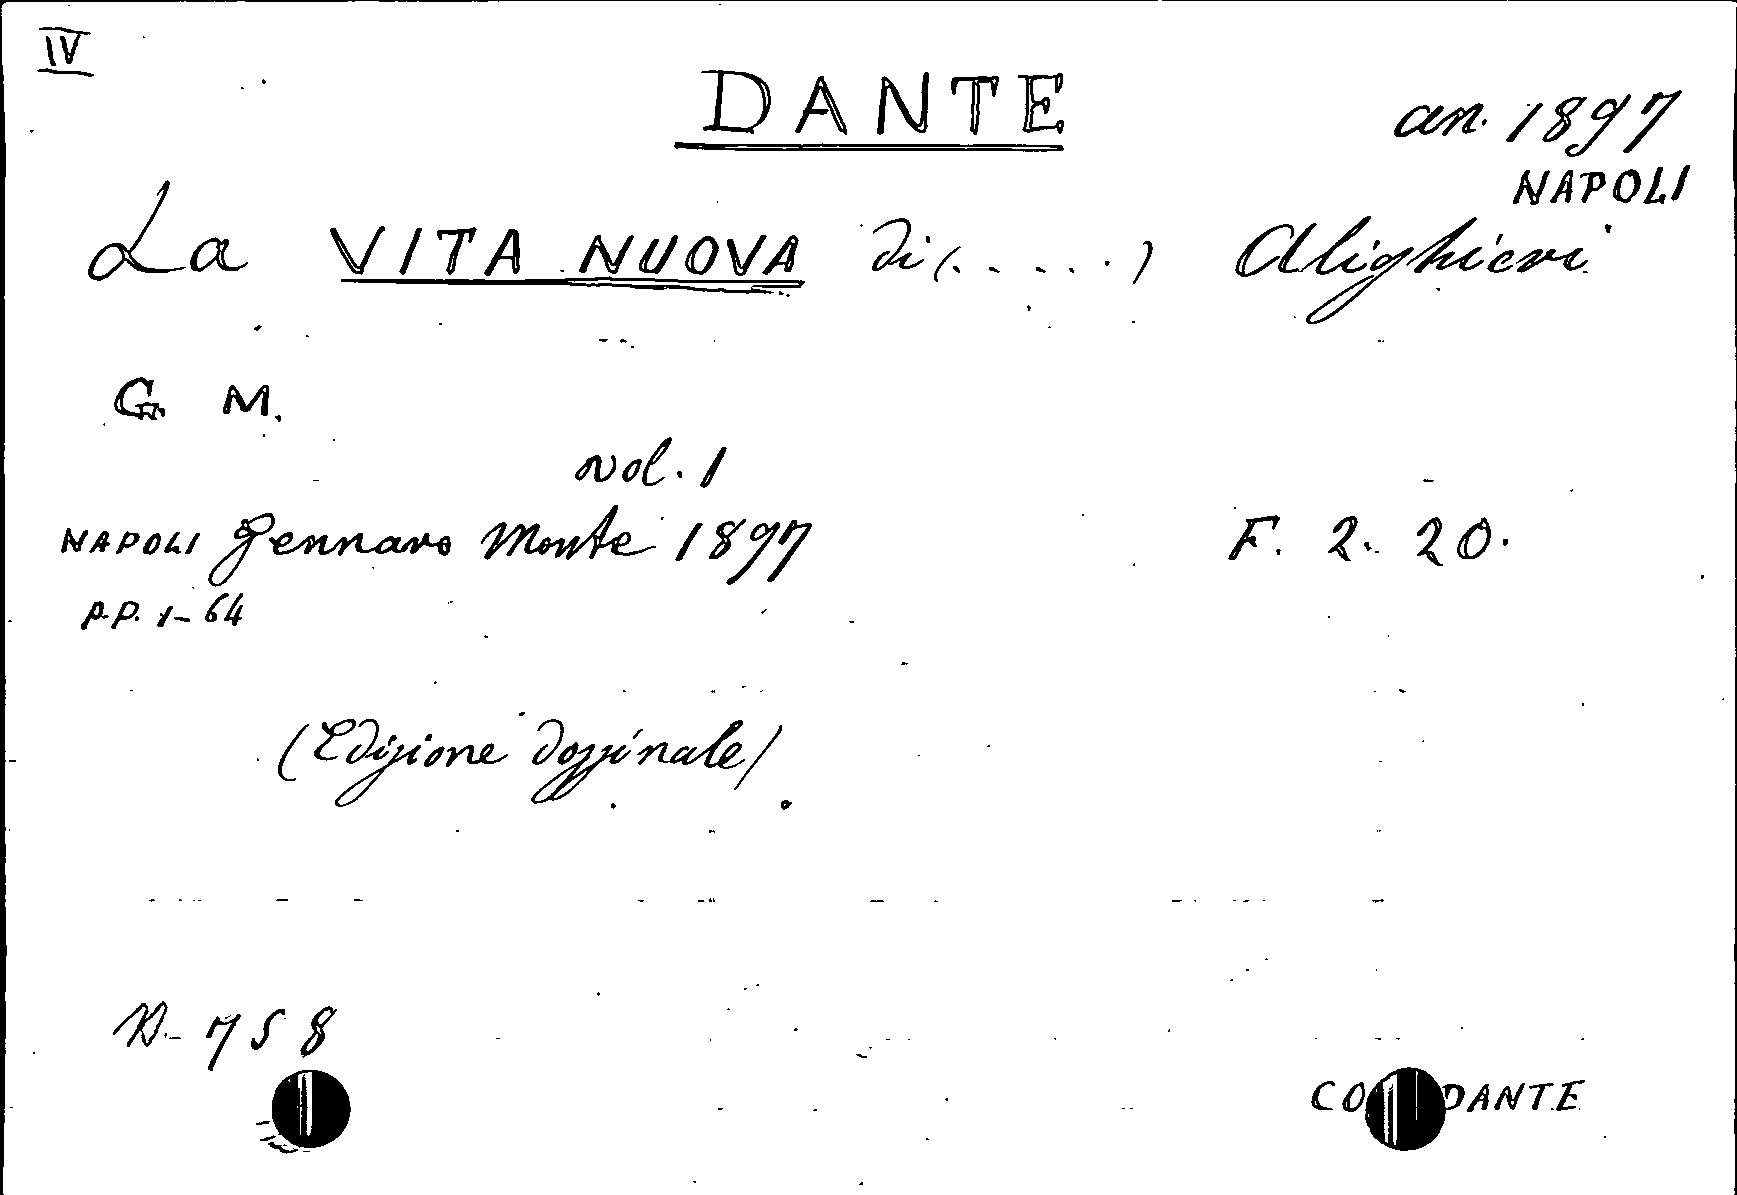 IV
DANTE
an. 1897
NAPOLI
La VITA NUOVA di (. . . . .) Alighieri
G. M.
vol. 1
NAPOLI Gennaro Monte 1897 F. 2. 20.
p.p. 1-64
(Edizione dozzinale).
N. 758
DANTE